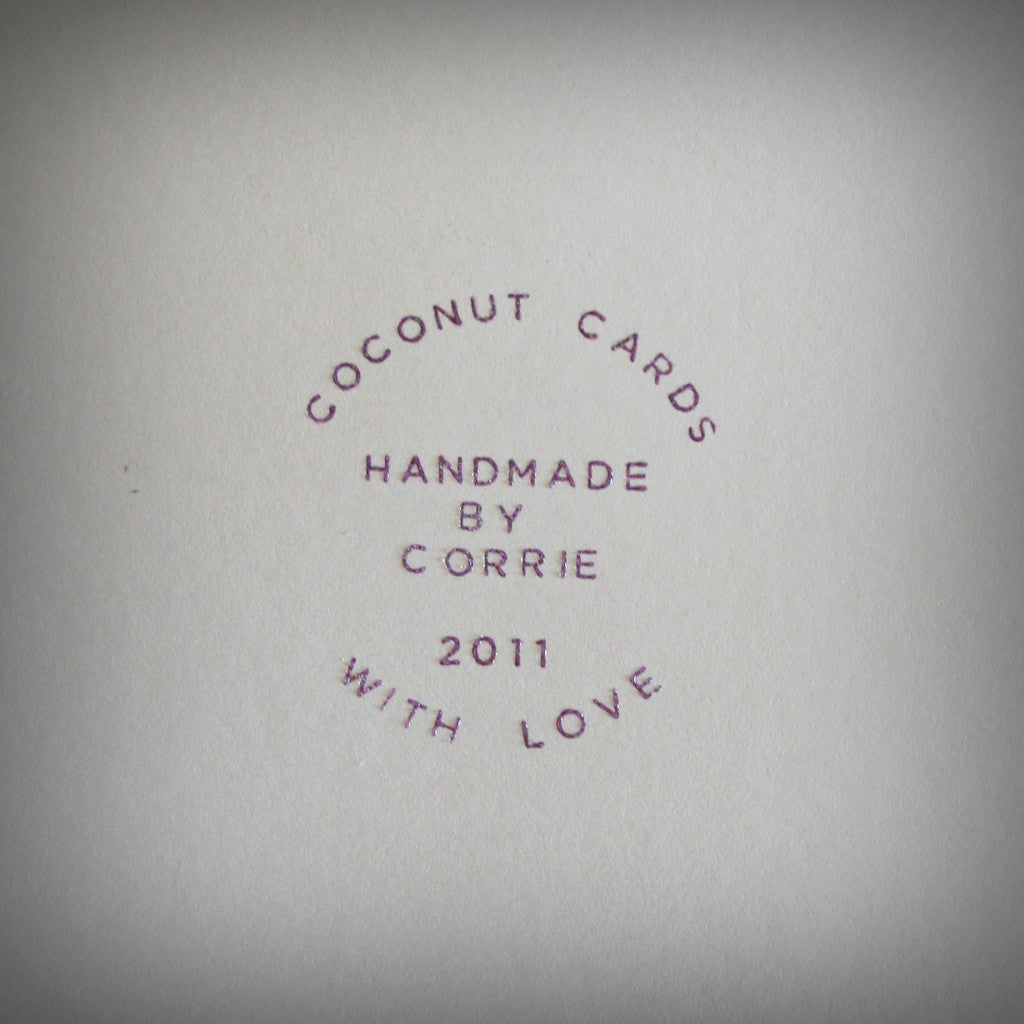 COCONUT CARDS
HANDMADE
BY
CORRIE
2011
WITH LOVE